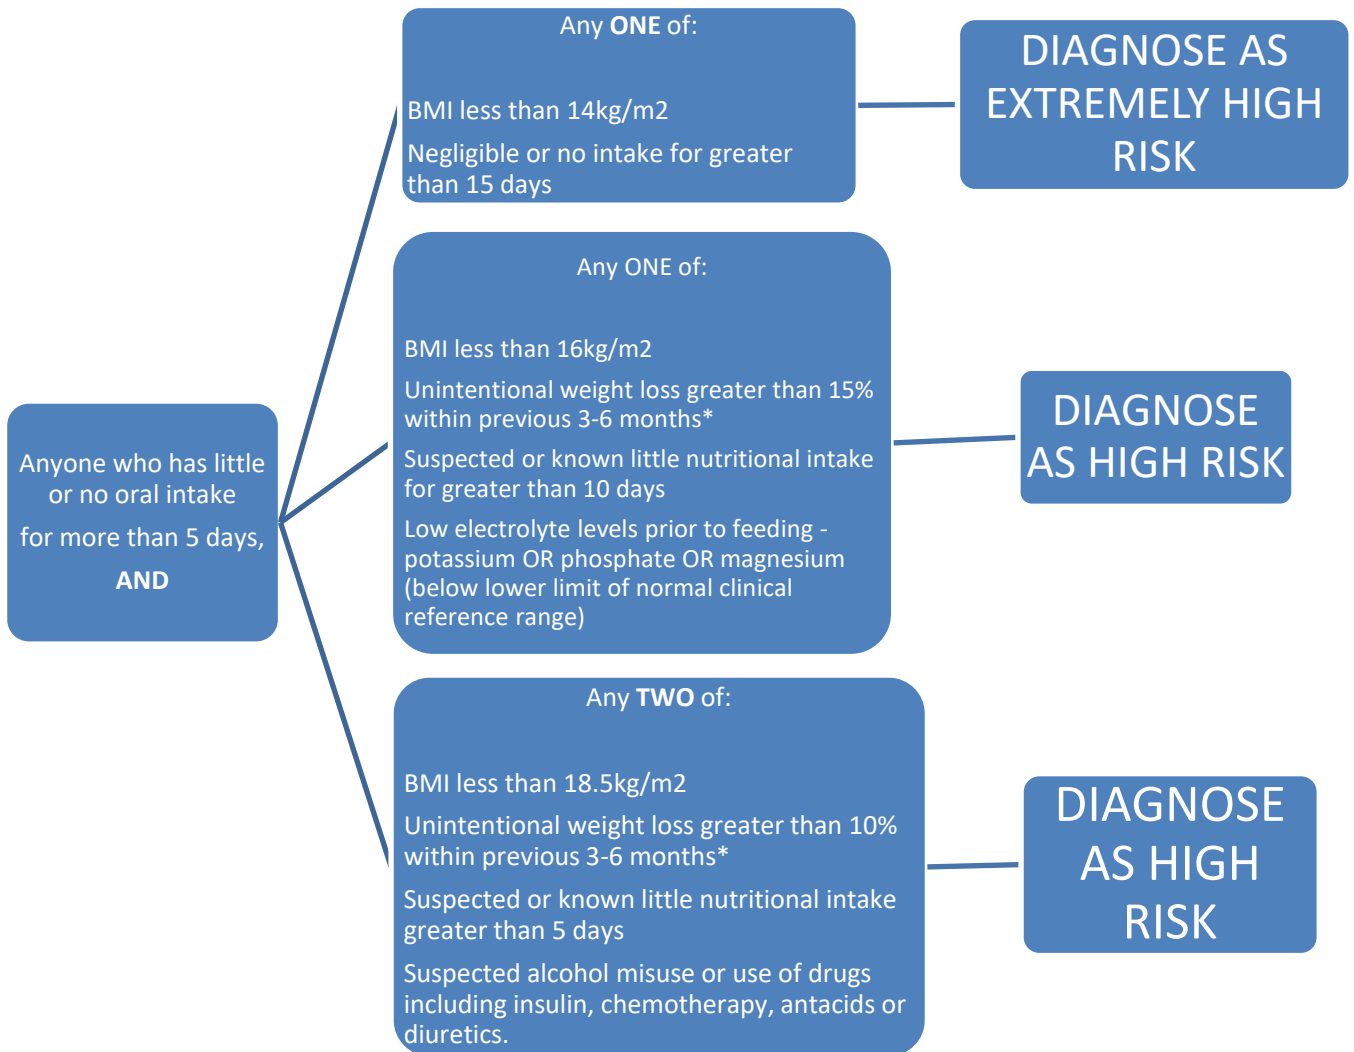 Anyone who has little
or no oral intake
for more than 5 days,
AND
Any ONE of:
BMI less than 14kg/m2
Negligible or no intake for greater
than 15 days
DIAGNOSE AS
EXTREMELY HIGH
RISK
Any ONE of:
BMI less than 16kg/m2
Unintentional weight loss greater than 15%
within previous 3-6 months*
Suspected or known little nutritional intake
for greater than 10 days
Low electrolyte levels prior to feeding -
potassium OR phosphate OR magnesium
(below lower limit of normal clinical
reference range)
DIAGNOSE
AS HIGH RISK
Any TWO of:
BMI less than 18.5kg/m2
Unintentional weight loss greater than 10%
within previous 3-6 months*
Suspected or known little nutritional intake
greater than 5 days
Suspected alcohol misuse or use of drugs
including insulin, chemotherapy, antacids or
diuretics.
DIAGNOSE
AS HIGH
RISK